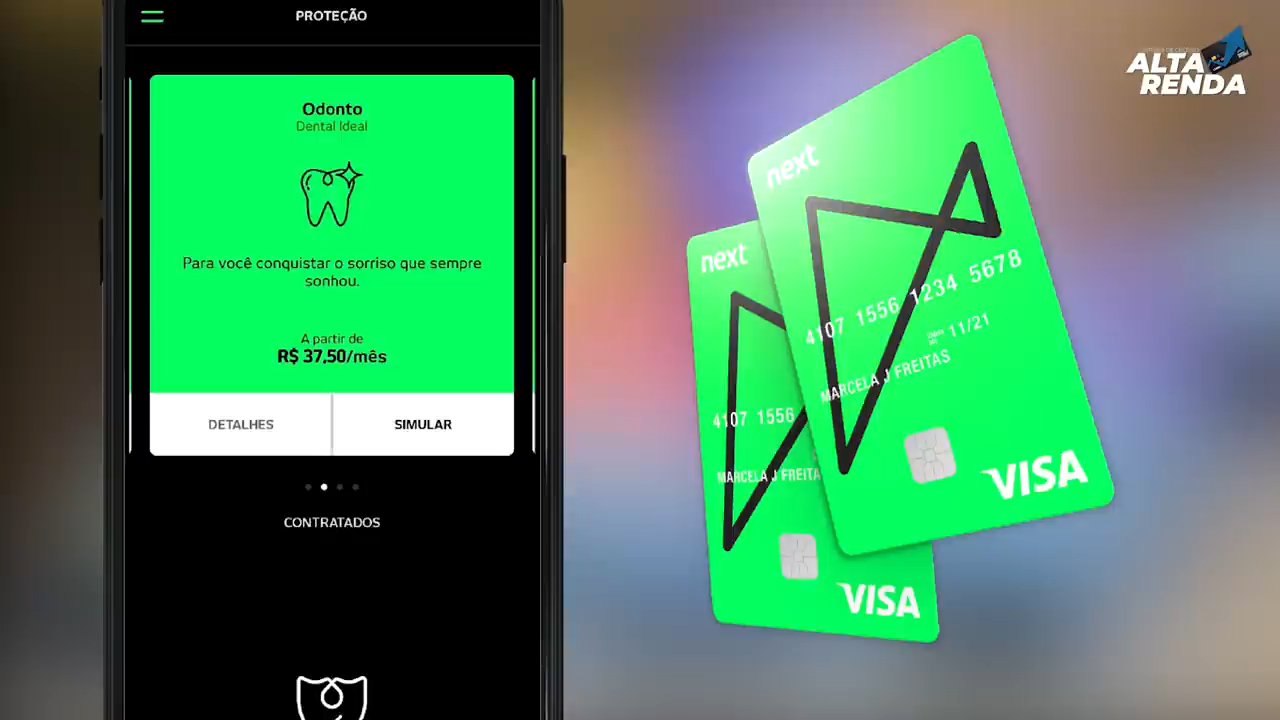 PROTEÇÃO
Odonto
Dental Ideal
Para você conquistar o sorriso que sempre
sonhou.
A partir de
R$ 37,50/mês
DETALHES
SIMULAR
CONTRATADOS
next
4107 1556
MARCELA J FREITA
VISA
next
4107 1556 1234 5678
11/21
MARCELA J FREITAS
VISA
ALTA
RENDA